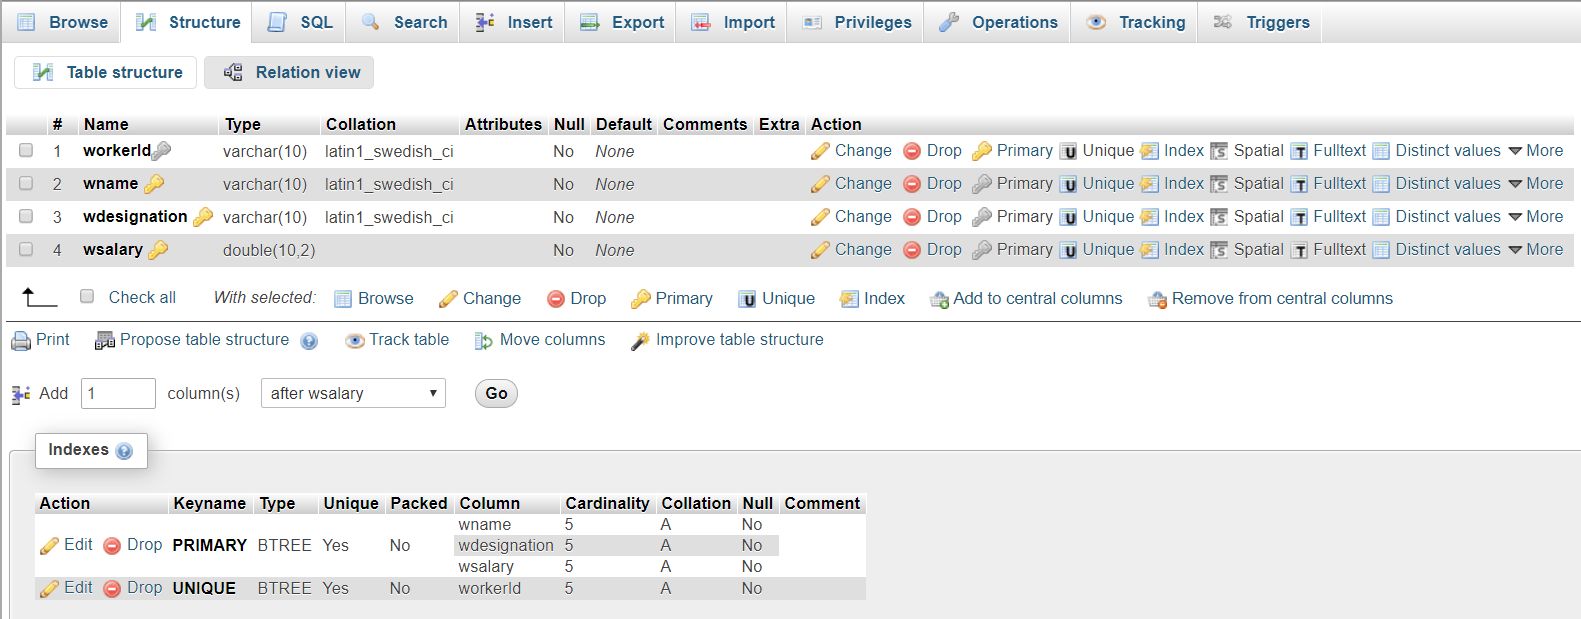 Browse Structure SQL Search Insert Export Import Privileges Operations Tracking Triggers
Table structure Relation view
# Name Type Collation Attributes Null Default Comments Extra Action
1 workerId varchar(10) latin1_swedish_ci No None Change Drop Primary Unique Index Spatial Fulltext Distinct values More
2 wname varchar(10) latin1_swedish_ci No None Change Drop Primary Unique Index Spatial Fulltext Distinct values More
3 wdesignation varchar(10) latin1_swedish_ci No None Change Drop Primary Unique Index Spatial Fulltext Distinct values More
4 wsalary double(10,2) No None Change Drop Primary Unique Index Spatial Fulltext Distinct values More
Check all With selected: Browse Change Drop Primary Unique Index Add to central columns Remove from central columns
Print Propose table structure Track table Move columns Improve table structure
Add 1 column(s) after wsalary Go
Indexes
Action Keyname Type Unique Packed Column Cardinality Collation Null Comment
wname 5 A No
Edit Drop PRIMARY BTREE Yes No wdesignation 5 A No
wsalary 5 A No
Edit Drop UNIQUE BTREE Yes No workerId 5 A No